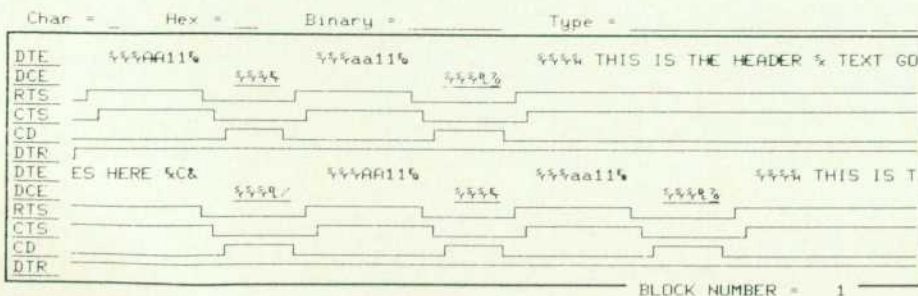 Char = Hex = Binary = Type =
DTE AA11 aa11 THIS IS THE HEADER TEXT GO
DCE
RTS
CTS
CD
DTR
DTE ES HERE C& AA11 aa11 THIS IS T
DCE
RTS
CTS
CD
DTR
BLOCK NUMBER = 1